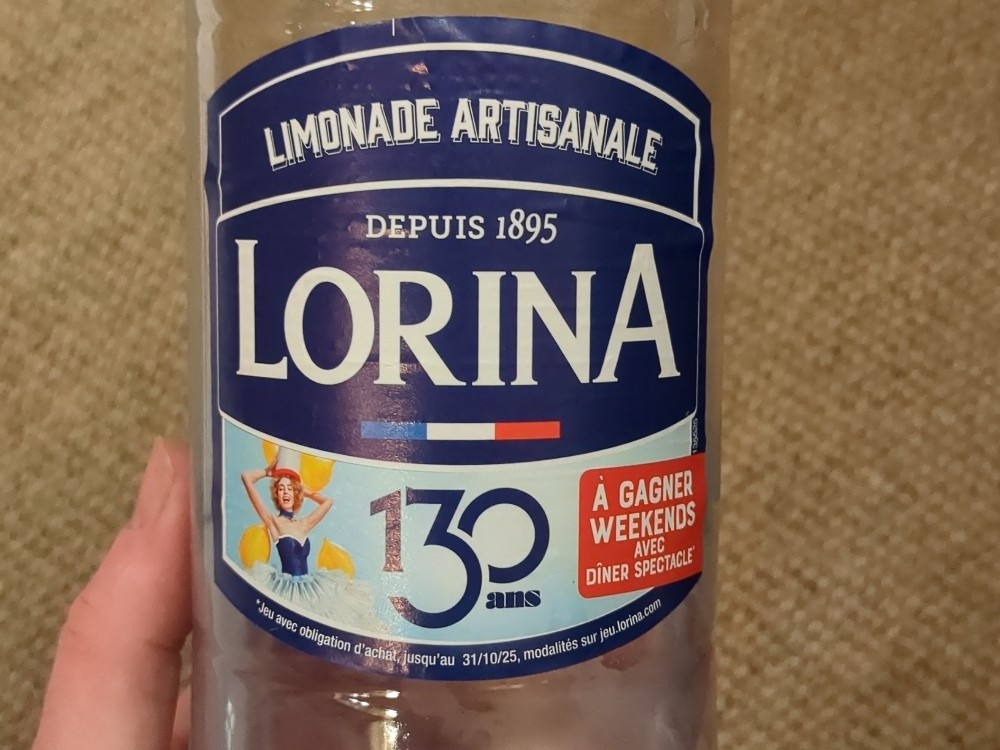 LIMONADE ARTISANALE
DEPUIS 1895
LORINA
130
ans
À GAGNER
WEEKENDS
AVEC
DÎNER SPECTACLE*
*Jeu avec obligation d'achat, jusqu'au 31/10/25, modalités sur jeu.lorina.com